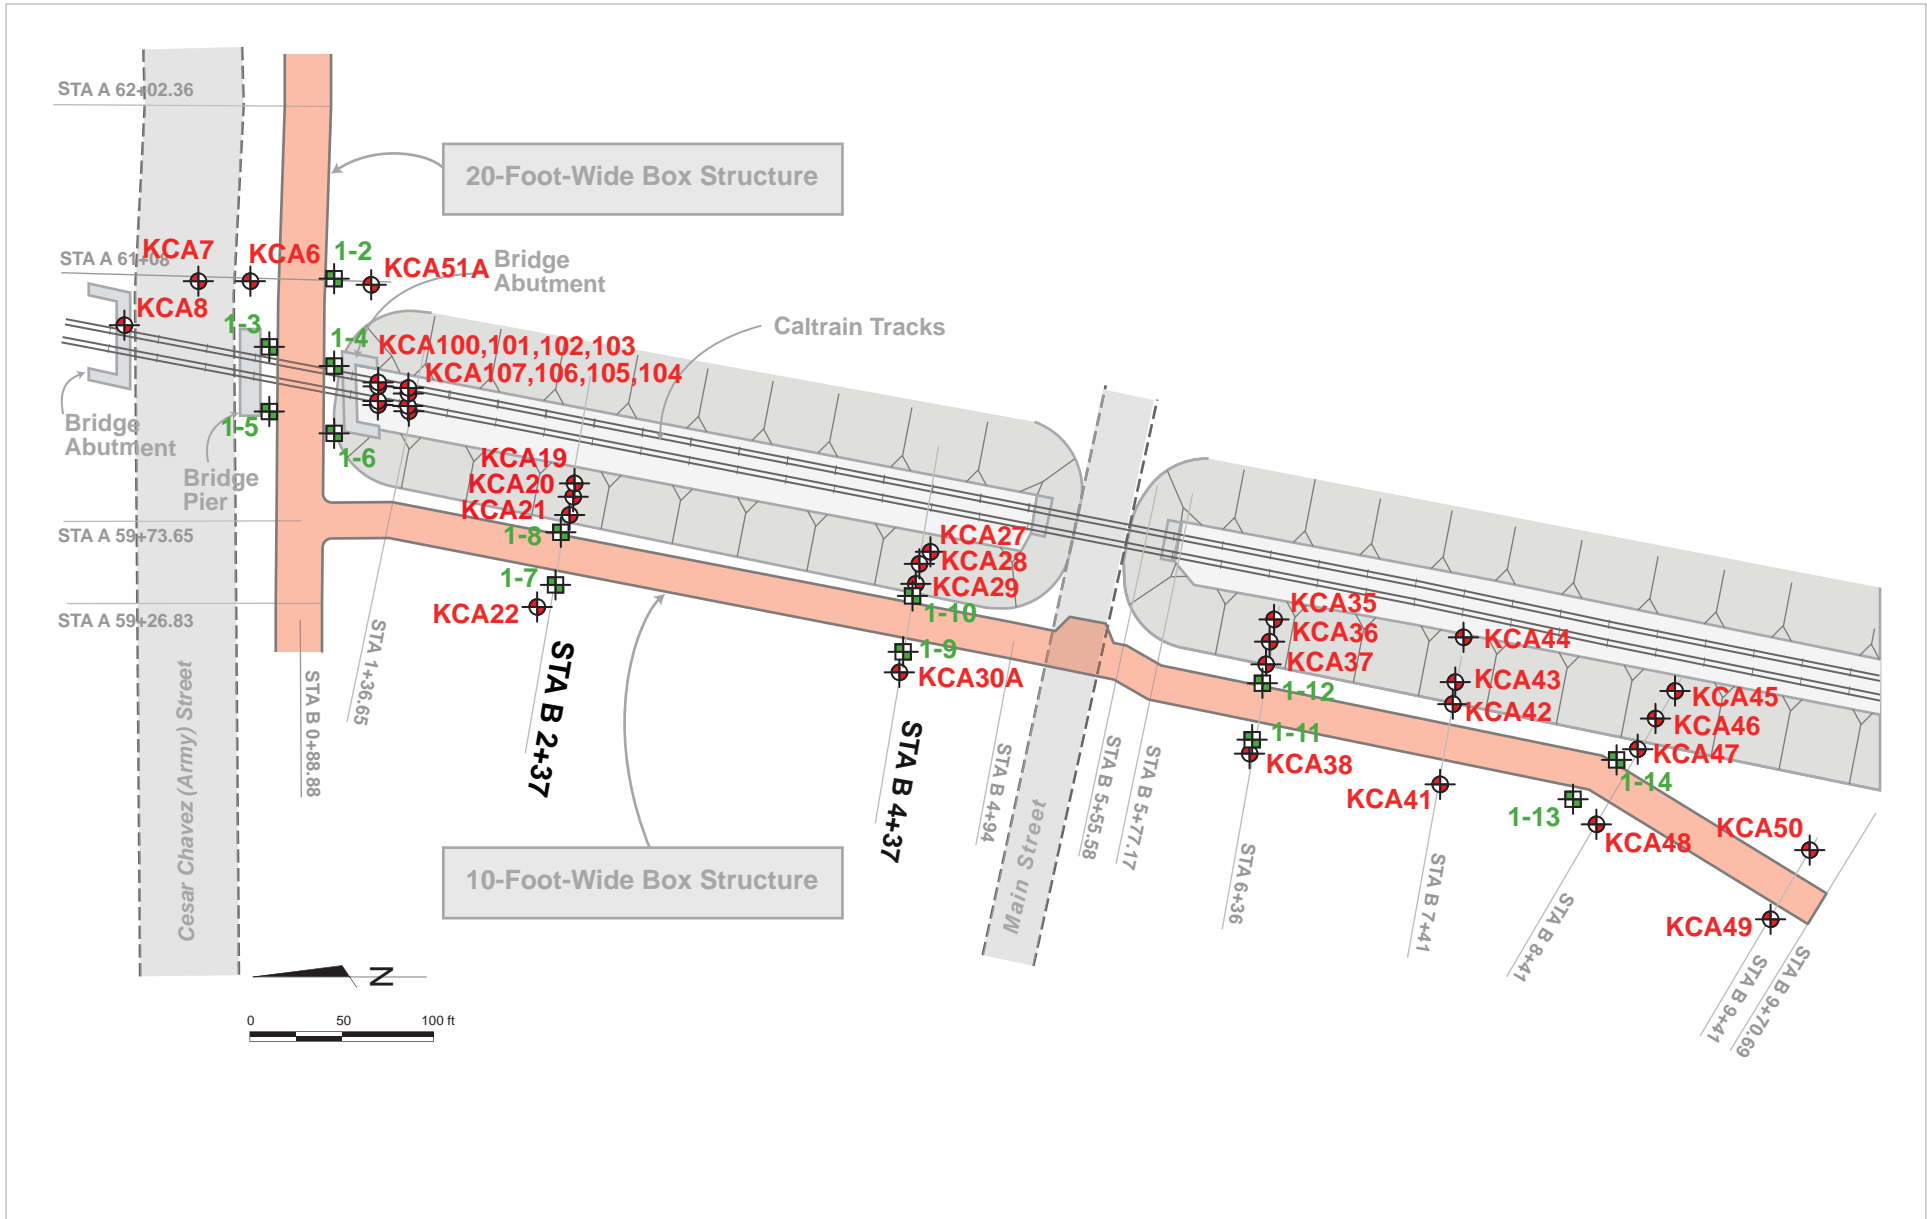 STA A 62+02.36
20-Foot-Wide Box Structure
STA A 61+08
KCA7
KCA6
1-2
KCA51A
Bridge
Abutment
KCA8
1-3
1-4
Caltrain Tracks
KCA100,101,102,103
KCA107,106,105,104
Bridge
Abutment
1-5
1-6
Bridge
Pier
KCA19
KCA20
KCA21
1-8
STA A 59+73.65
KCA27
KCA28
KCA29
1-7
KCA22
1-10
STA A 59+26.83
1-9
KCA30A
KCA35
KCA36
KCA37
1-12
KCA44
KCA43
KCA42
KCA45
KCA46
KCA47
1-11
KCA38
1-14
KCA41
1-13
KCA48
KCA50
KCA49
Cesar Chavez (Army) Street
STA B 0+88.88
STA 1+36.65
STA B 2+37
STA B 4+37
STA B 4+94
Main Street
STA B 5+55.58
STA B 5+77.17
STA 6+36
STA B 7+41
STA B 8+41
STA B 9+41
STA B 9+70.69
10-Foot-Wide Box Structure
N
0 50 100 ft